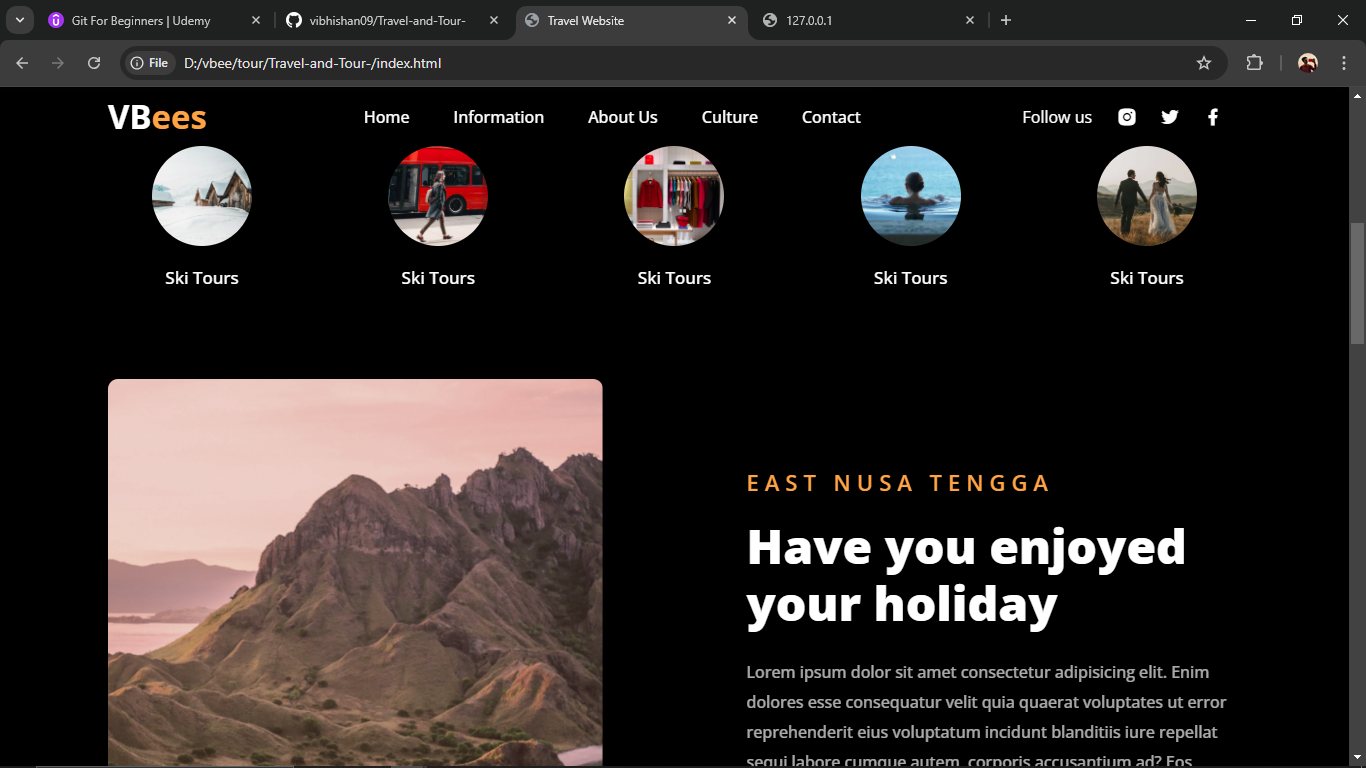 Git For Beginners | Udemy
vibhishan09/Travel-and-Tour-
Travel Website
127.0.0.1
File
D:/vbee/tour/Travel-and-Tour-/index.html
VBees
Home
Information
About Us
Culture
Contact
Follow us
Ski Tours
Ski Tours
Ski Tours
Ski Tours
Ski Tours
EAST NUSA TENGGA
Have you enjoyed
your holiday
Lorem ipsum dolor sit amet consectetur adipisicing elit. Enim
dolores esse consequatur velit quia quaerat voluptates ut error
reprehenderit eius voluptatum incidunt blanditiis iure repellat
sequi labore cumque autem, corporis accusantium ad? Eos